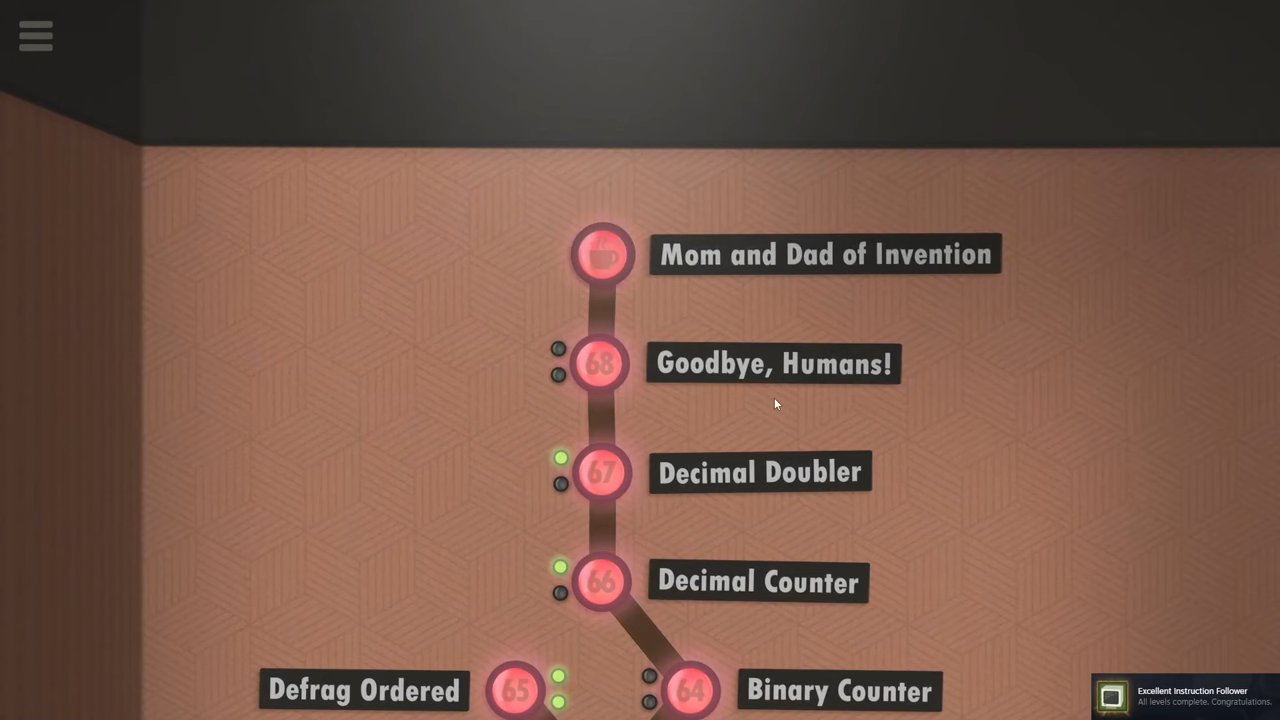 Mom and Dad of Invention
68 Goodbye, Humans!
67 Decimal Doubler
66 Decimal Counter
Defrag Ordered 65 64 Binary Counter
Excellent Instruction Follower
All levels complete. Congratulations.